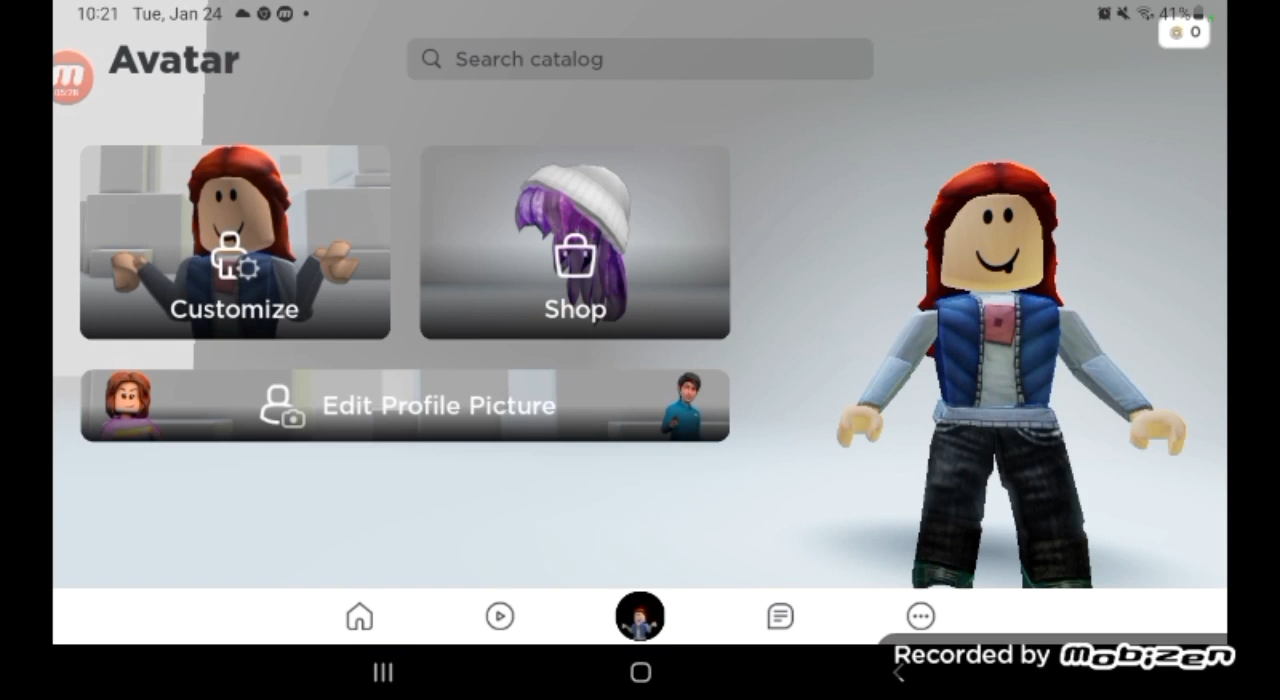 10:21 Tue, Jan 24
41%
0
Avatar
Search catalog
Customize
Shop
Edit Profile Picture
Recorded by mobizen